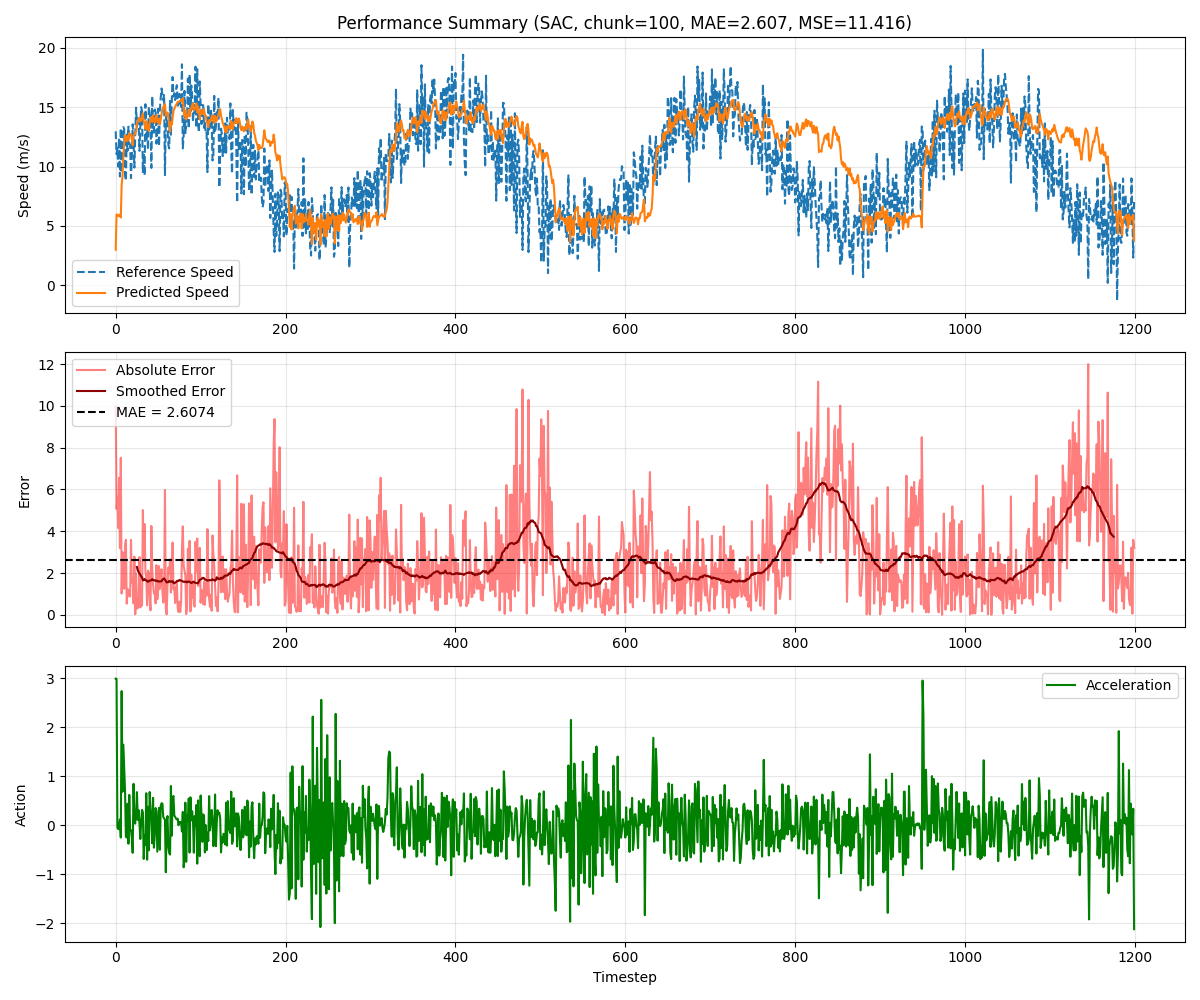 Performance Summary (SAC, chunk=100, MAE=2.607, MSE=11.416)
20
15
10
5
0
Speed (m/s)
Reference Speed
Predicted Speed
0 200 400 600 800 1000 1200
12
10
8
6
4
2
0
Error
Absolute Error
Smoothed Error
MAE = 2.6074
0 200 400 600 800 1000 1200
3
2
1
0
−1
−2
Action
Acceleration
0 200 400 600 800 1000 1200
Timestep